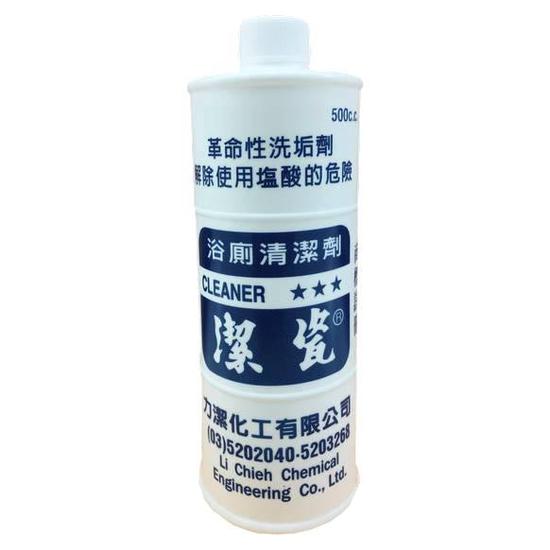 500c.c.
革命性洗垢劑
解除使用塩酸的危險
浴廁清潔劑
CLEANER ★★★
潔瓷®
力潔化工有限公司
(03)5202040-5203268
Li Chieh Chemical
Engineering Co., Ltd.